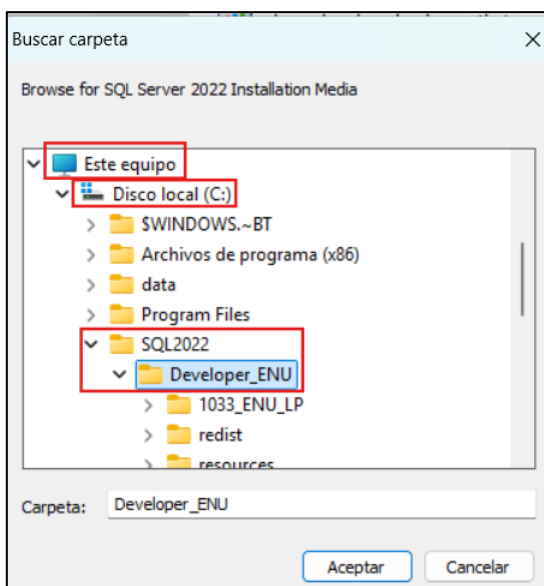 Buscar carpeta
Browse for SQL Server 2022 Installation Media
Este equipo
Disco local (C:)
$WINDOWS.~BT
Archivos de programa (x86)
data
Program Files
SQL2022
Developer_ENU
1033_ENU_LP
redist
resources
Carpeta: Developer_ENU
Aceptar Cancelar